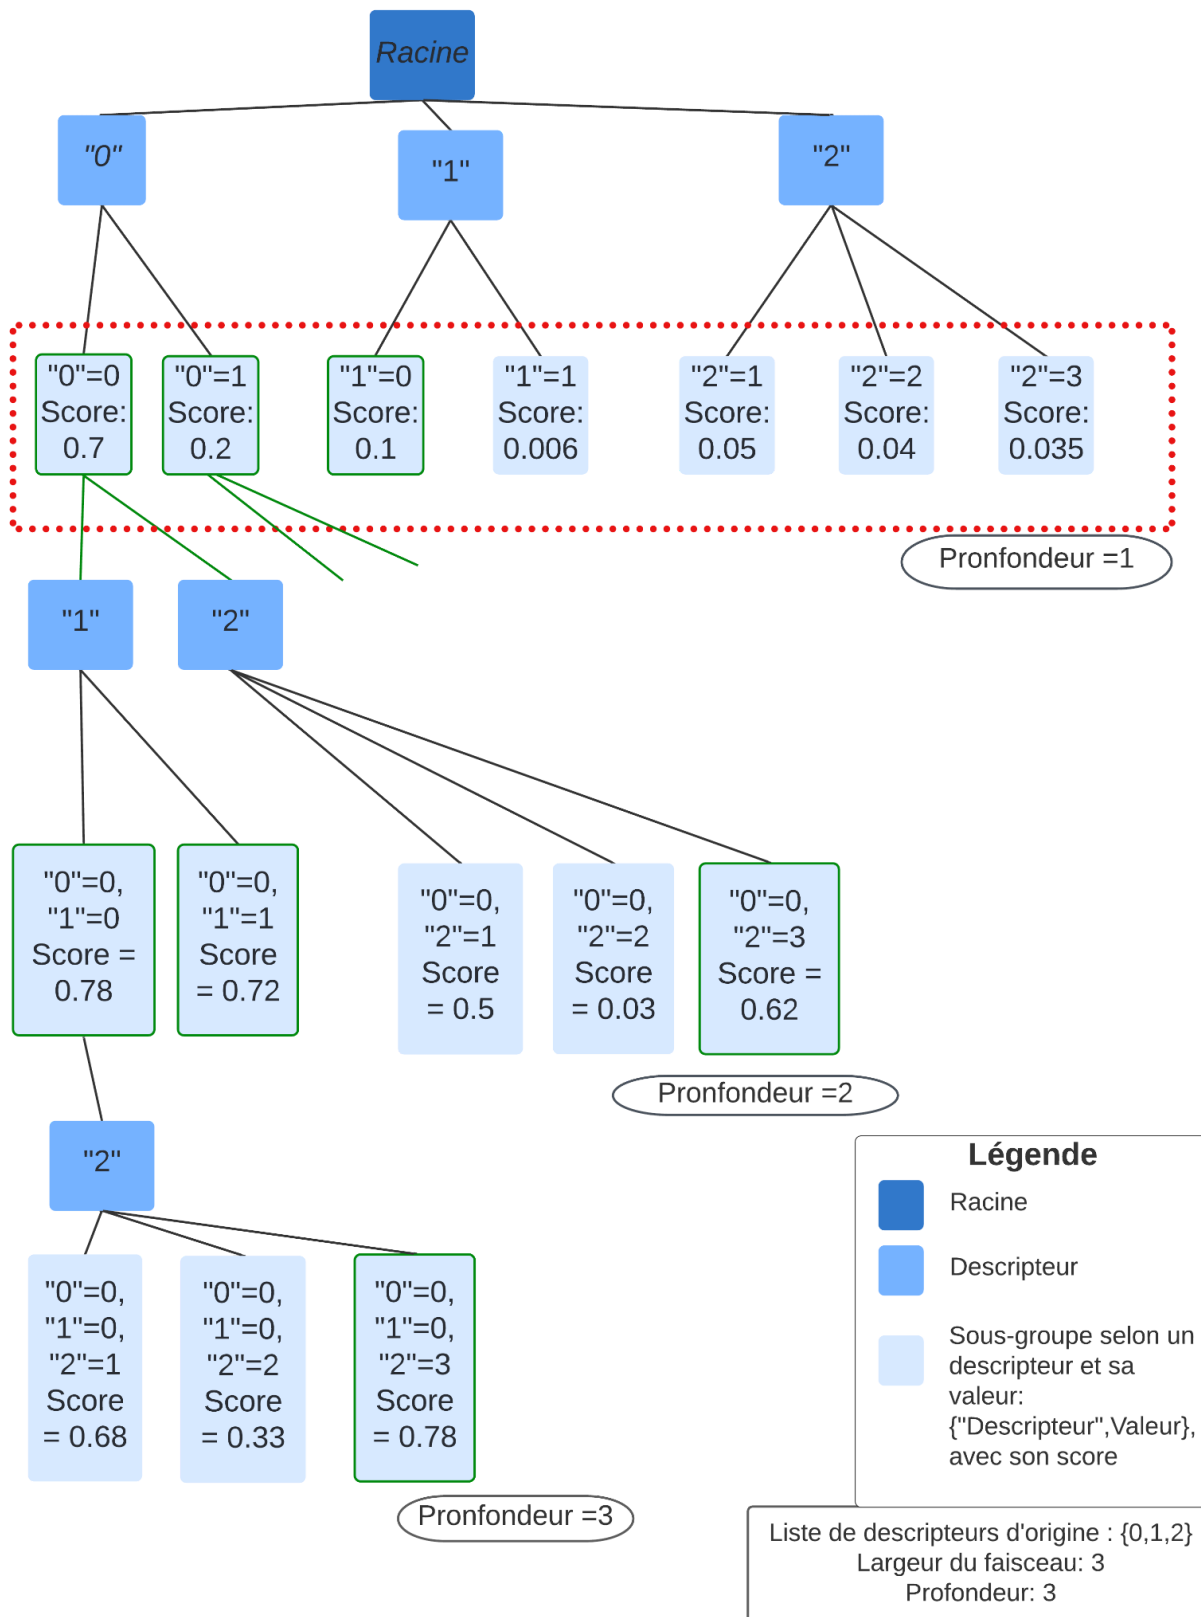 Racine
"0"
"1"
"2"
"0"=0
Score:
0.7
"0"=1
Score:
0.2
"1"=0
Score:
0.1
"1"=1
Score:
0.006
"2"=1
Score:
0.05
"2"=2
Score:
0.04
"2"=3
Score:
0.035
Pronfondeur =1
"1"
"2"
"0"=0,
"1"=0
Score =
0.78
"0"=0,
"1"=1
Score
= 0.72
"0"=0,
"2"=1
Score
= 0.5
"0"=0,
"2"=2
Score
= 0.03
"0"=0,
"2"=3
Score =
0.62
Pronfondeur =2
"2"
"0"=0,
"1"=0,
"2"=1
Score
= 0.68
"0"=0,
"1"=0,
"2"=2
Score
= 0.33
"0"=0,
"1"=0,
"2"=3
Score
= 0.78
Pronfondeur =3
Légende
Racine
Descripteur
Sous-groupe selon un
descripteur et sa
valeur:
{"Descripteur",Valeur},
avec son score
Liste de descripteurs d'origine : {0,1,2}
Largeur du faisceau: 3
Profondeur: 3